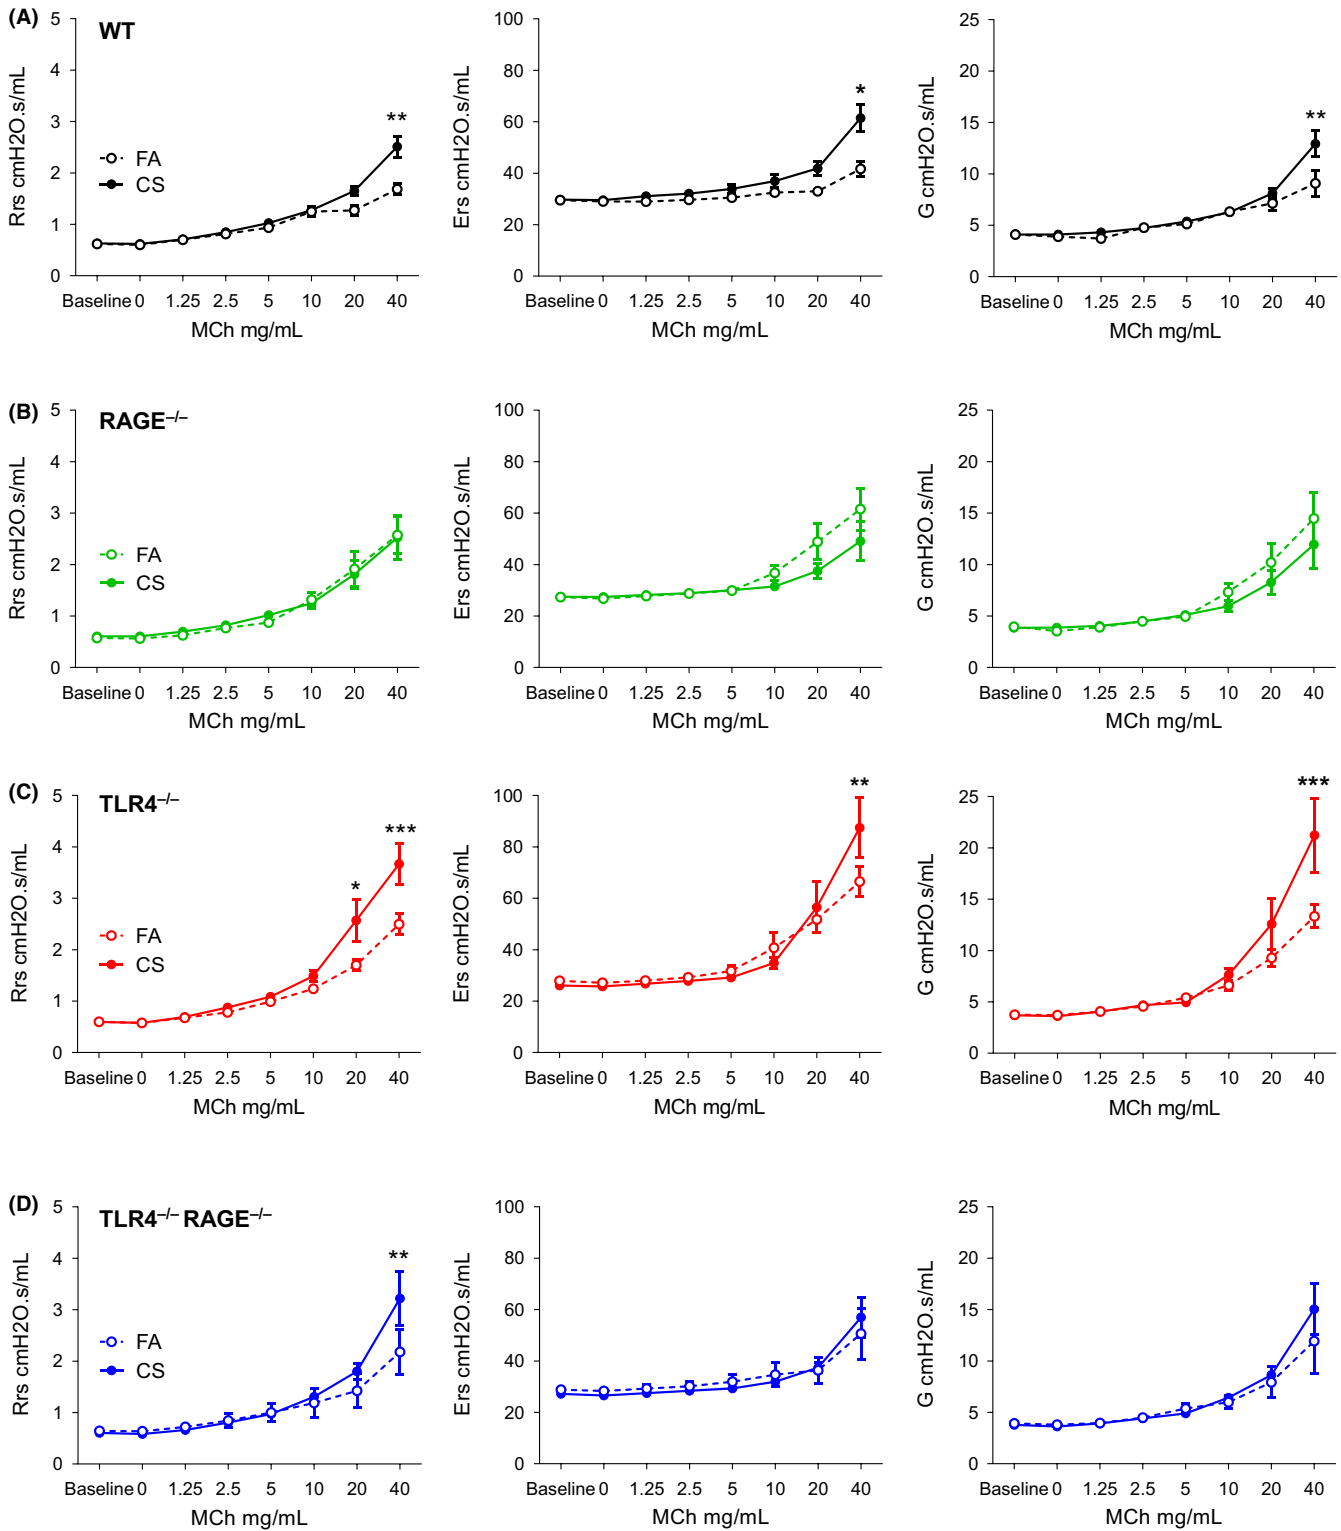 (A)
WT
Rrs cmH2O.s/mL
5
4
3
2
1
0
**
FA
CS
Baseline 0 1.25 2.5 5 10 20 40
MCh mg/mL
Ers cmH2O.s/mL
100
80
60
40
20
0
*
Baseline 0 1.25 2.5 5 10 20 40
MCh mg/mL
G cmH2O.s/mL
25
20
15
10
5
0
**
Baseline 0 1.25 2.5 5 10 20 40
MCh mg/mL
(B)
RAGE–/–
Rrs cmH2O.s/mL
5
4
3
2
1
0
FA
CS
Baseline 0 1.25 2.5 5 10 20 40
MCh mg/mL
Ers cmH2O.s/mL
100
80
60
40
20
0
Baseline 0 1.25 2.5 5 10 20 40
MCh mg/mL
G cmH2O.s/mL
25
20
15
10
5
0
Baseline 0 1.25 2.5 5 10 20 40
MCh mg/mL
(C)
TLR4–/–
Rrs cmH2O.s/mL
5
4
3
2
1
0
***
*
FA
CS
Baseline 0 1.25 2.5 5 10 20 40
MCh mg/mL
Ers cmH2O.s/mL
100
80
60
40
20
0
**
Baseline 0 1.25 2.5 5 10 20 40
MCh mg/mL
G cmH2O.s/mL
25
20
15
10
5
0
***
Baseline 0 1.25 2.5 5 10 20 40
MCh mg/mL
(D)
TLR4–/– RAGE–/–
Rrs cmH2O.s/mL
5
4
3
2
1
0
**
FA
CS
Baseline 0 1.25 2.5 5 10 20 40
MCh mg/mL
Ers cmH2O.s/mL
100
80
60
40
20
0
Baseline 0 1.25 2.5 5 10 20 40
MCh mg/mL
G cmH2O.s/mL
25
20
15
10
5
0
Baseline 0 1.25 2.5 5 10 20 40
MCh mg/mL